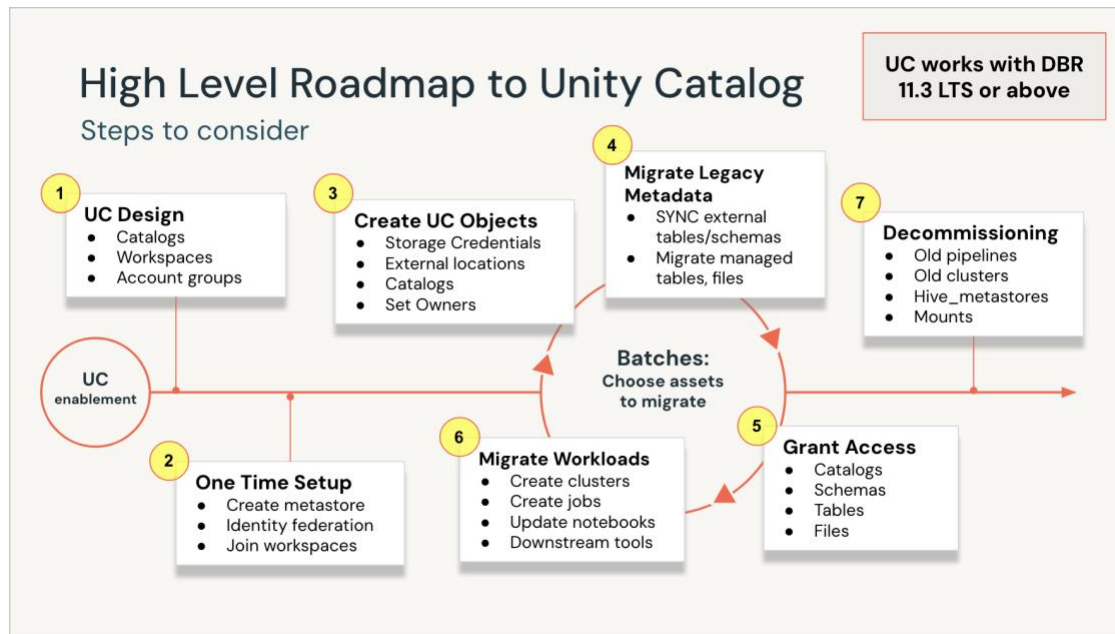 High Level Roadmap to Unity Catalog
Steps to consider
UC works with DBR
11.3 LTS or above
UC
enablement
1
UC Design
● Catalogs
● Workspaces
● Account groups
2
One Time Setup
● Create metastore
● Identity federation
● Join workspaces
3
Create UC Objects
● Storage Credentials
● External locations
● Catalogs
● Set Owners
4
Migrate Legacy
Metadata
● SYNC external
tables/schemas
● Migrate managed
tables, files
Batches:
Choose assets
to migrate
5
Grant Access
● Catalogs
● Schemas
● Tables
● Files
6
Migrate Workloads
● Create clusters
● Create jobs
● Update notebooks
● Downstream tools
7
Decommissioning
● Old pipelines
● Old clusters
● Hive_metastores
● Mounts